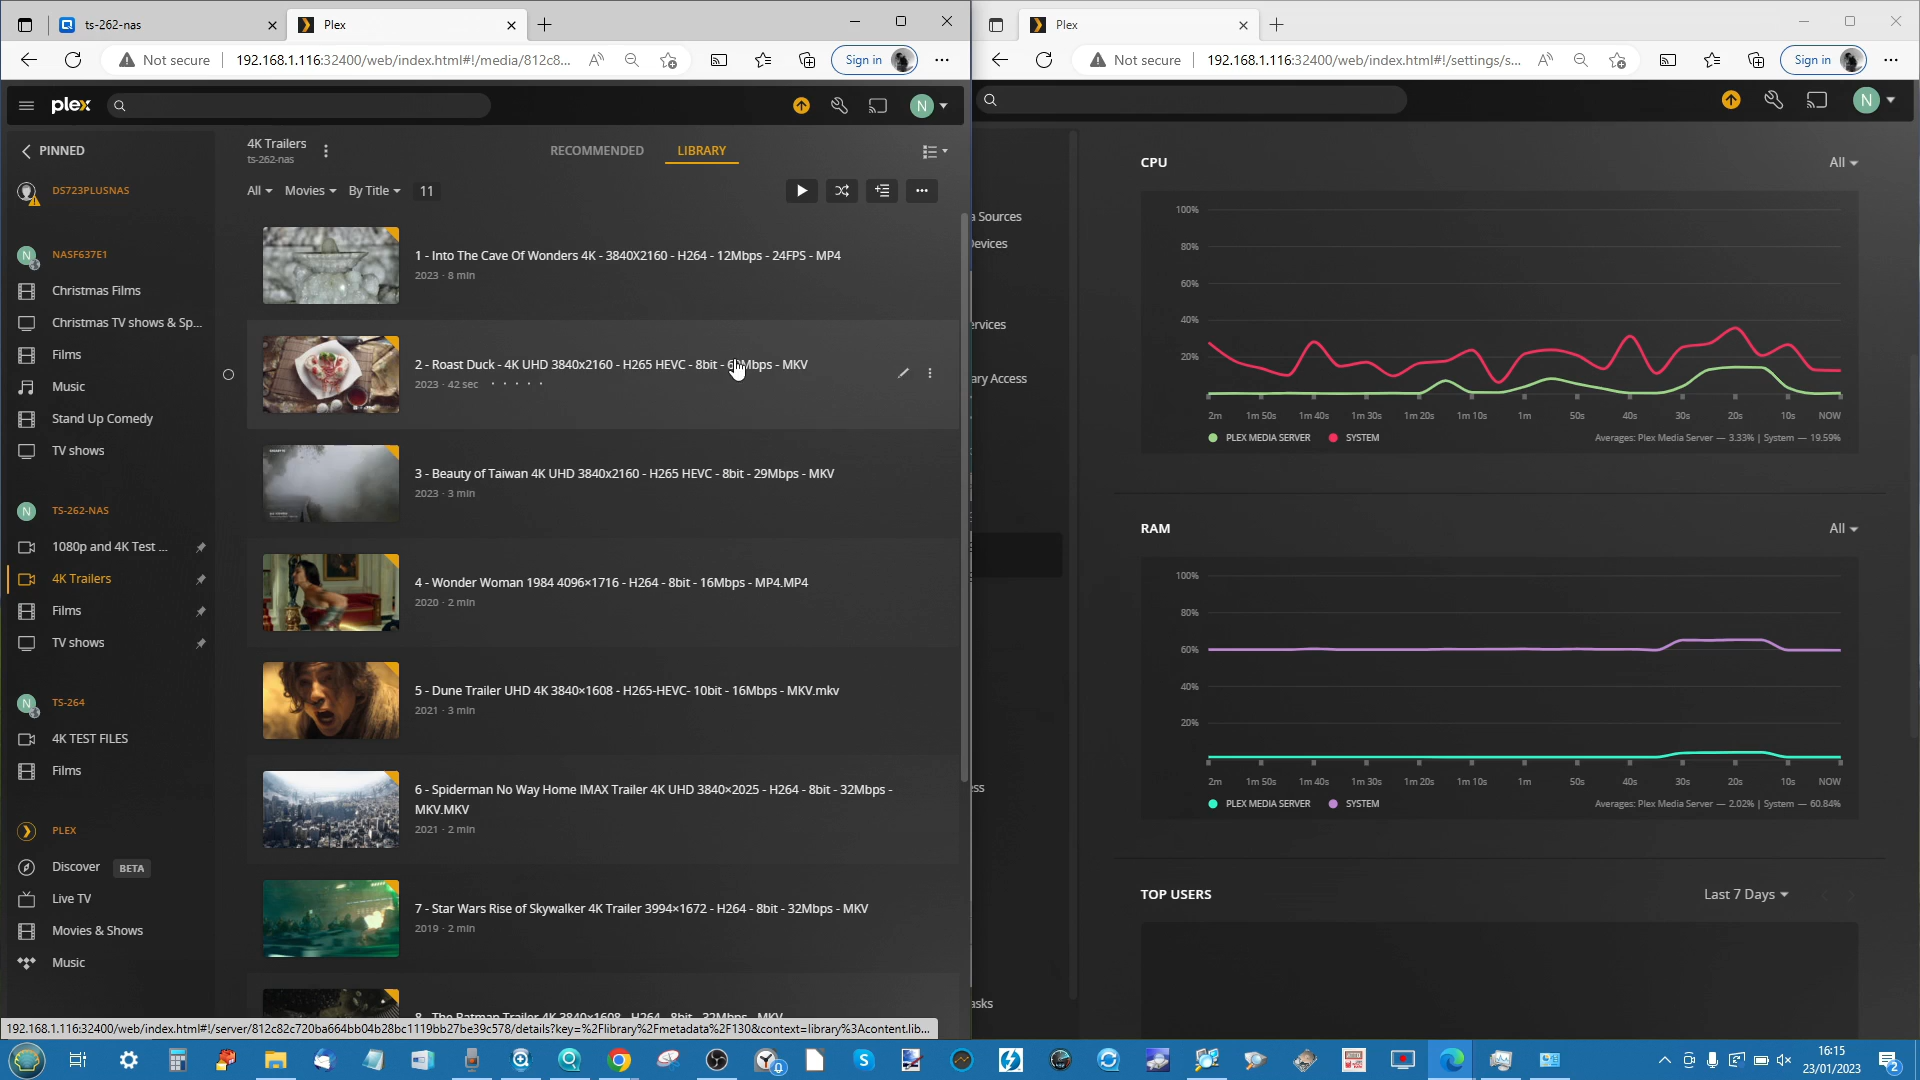 ts-262-nas
Plex
Not secure
192.168.1.116:32400/web/index.html#!/media/812c8...
Sign in
plex
N
PINNED
DS723PLUSNAS
N
NASF637E1
Christmas Films
Christmas TV shows & Sp...
Films
Music
Stand Up Comedy
TV shows
N
TS-262-NAS
1080p and 4K Test ...
4K Trailers
Films
TV shows
N
TS-264
4K TEST FILES
Films
PLEX
Discover BETA
Live TV
Movies & Shows
Music
4K Trailers
ts-262-nas
RECOMMENDED
LIBRARY
All
Movies
By Title
11
1 - Into The Cave Of Wonders 4K - 3840X2160 - H264 - 12Mbps - 24FPS - MP4
2023 · 8 min
2 - Roast Duck - 4K UHD 3840x2160 - H265 HEVC - 8bit - Mbps - MKV
2023 · 42 sec
3 - Beauty of Taiwan 4K UHD 3840x2160 - H265 HEVC - 8bit - 29Mbps - MKV
2023 · 3 min
4 - Wonder Woman 1984 4096×1716 - H264 - 8bit - 16Mbps - MP4.MP4
2020 · 2 min
5 - Dune Trailer UHD 4K 3840×1608 - H265-HEVC- 10bit - 16Mbps - MKV.mkv
2021 · 3 min
6 - Spiderman No Way Home IMAX Trailer 4K UHD 3840×2025 - H264 - 8bit - 32Mbps -
MKV.MKV
2021 · 2 min
7 - Star Wars Rise of Skywalker 4K Trailer 3994×1672 - H264 - 8bit - 32Mbps - MKV
2019 · 2 min
8 - The Batman Trailer 4K 3840×1608 - H264 - 8bit - 32Mbps - MKV
192.168.1.116:32400/web/index.html#!/server/812c82c720ba664bb04b28bc1119bb27be39c578/details?key=%2Flibrary%2Fmetadata%2F130&context=library%3Acontent.lib...
Plex
Not secure
192.168.1.116:32400/web/index.html#!/settings/s...
Sign in
N
a Sources
Devices
ervices
ary Access
ss
asks
CPU
All
100%
80%
60%
40%
20%
2m 1m 50s 1m 40s 1m 30s 1m 20s 1m 10s 1m 50s 40s 30s 20s 10s NOW
PLEX MEDIA SERVER SYSTEM
Averages: Plex Media Server — 3.33% | System — 19.59%
RAM
All
100%
80%
60%
40%
20%
2m 1m 50s 1m 40s 1m 30s 1m 20s 1m 10s 1m 50s 40s 30s 20s 10s NOW
PLEX MEDIA SERVER SYSTEM
Averages: Plex Media Server — 2.02% | System — 60.84%
TOP USERS
Last 7 Days
16:15
23/01/2023
2